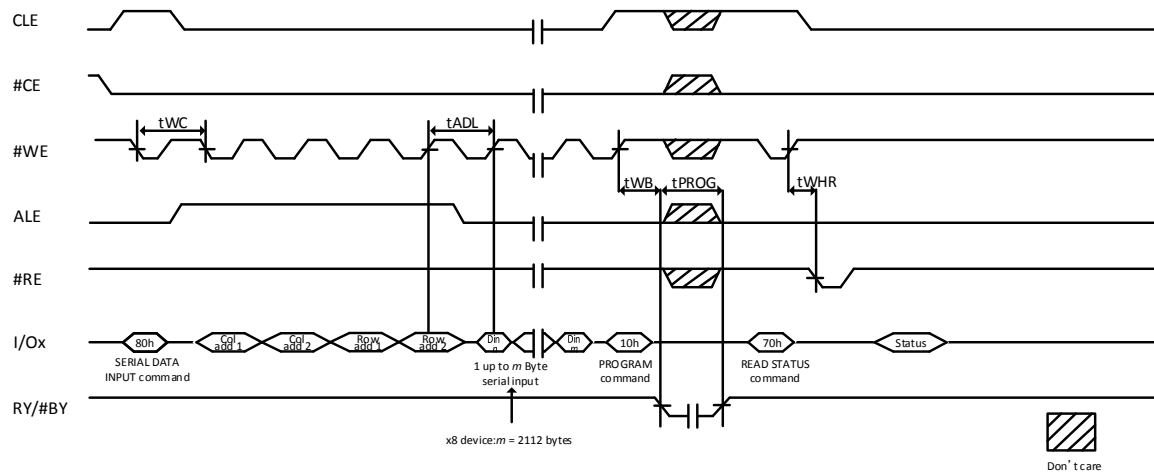 CLE
#CE
tWC
tADL
#WE
tWB
tPROG
tWHR
ALE
#RE
I/Ox
80h
Col
add 1
Col
add 2
Row
add 1
Row
add 2
Din
n
Din
m
10h
70h
Status
SERIAL DATA
INPUT command
1 up to m Byte
serial input
PROGRAM
command
READ STATUS
command
RY/#BY
x8 device:m = 2112 bytes
Don't care